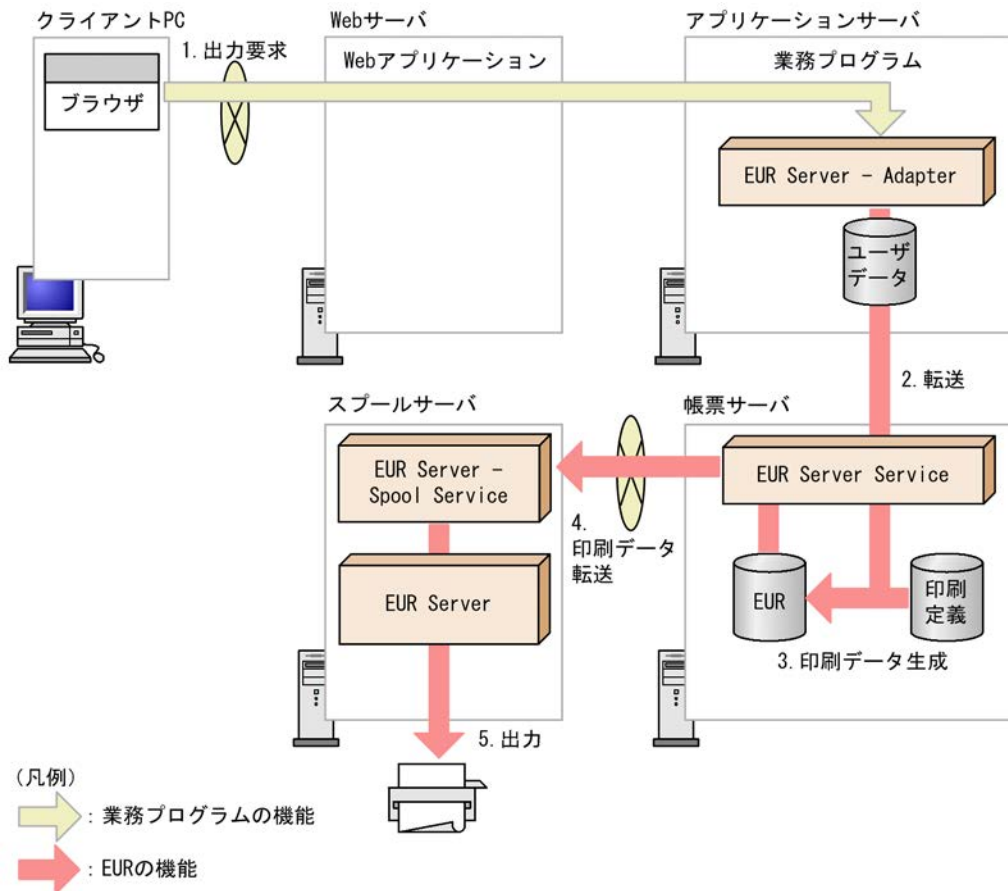 クライアントPC
Webサーバ
アプリケーションサーバ
1. 出力要求
Webアプリケーション
業務プログラム
ブラウザ
EUR Server - Adapter
ユーザ
データ
2. 転送
スプールサーバ
帳票サーバ
EUR Server -
Spool Service
EUR Server Service
4.
印刷データ
転送
EUR Server
EUR
印刷
定義
3. 印刷データ生成
5. 出力
(凡例)
: 業務プログラムの機能
: EURの機能